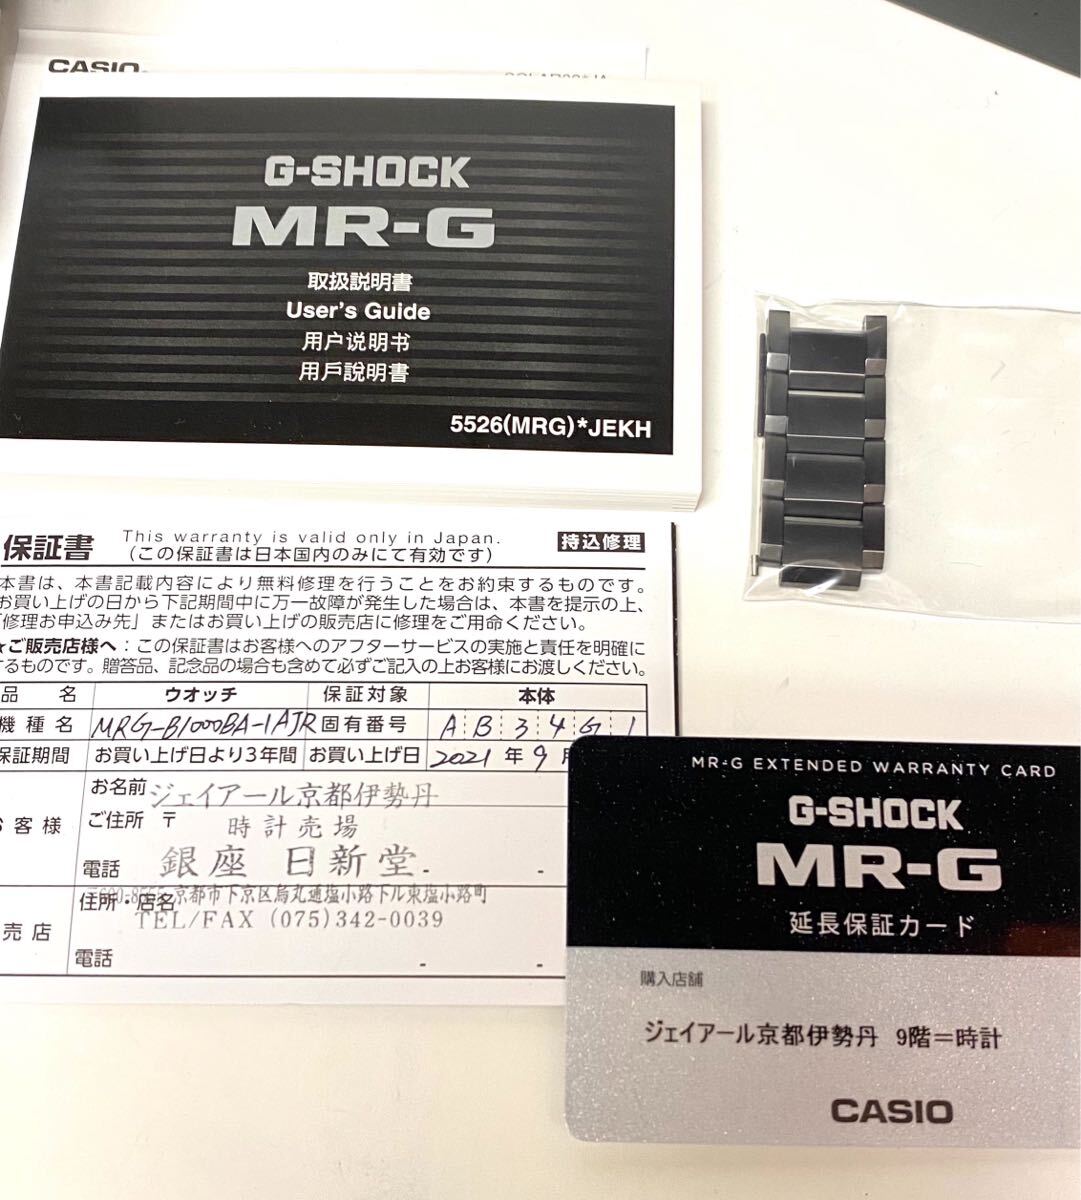 CASIO
G-SHOCK
MR-G
取扱説明書
User's Guide
用户说明书
用戶說明書
5526(MRG)*JEKH
保証書 This warranty is valid only in Japan.
(この保証書は日本国内のみにて有効です) 持込修理
本書は、本書記載内容により無料修理を行うことをお約束するものです。
お買い上げの日から下記期間中に万一故障が発生した場合は、本書を提示の上、
「修理お申込み先」またはお買い上げの販売店に修理をご用命ください。
★ご販売店様へ：この保証書はお客様へのアフターサービスの実施と責任を明確に
するものです。贈答品、記念品の場合も含めて必ずご記入の上お客様にお渡しください。
品名 ウオッチ 保証対象 本体
機種名 MRG-B1000BA-1AJR 固有番号 AB34G1
保証期間 お買い上げ日より3年間 お買い上げ日 2021年9月
お客様 お名前 ジェイアール京都伊勢丹
ご住所 〒 時計売場
電話 銀座 日新堂 - -
住所・店名 〒600-8555 京都市下京区烏丸通塩小路下ル東塩小路町
TEL/FAX (075)342-0039
売店
電話 - -
MR-G EXTENDED WARRANTY CARD
G-SHOCK
MR-G
延長保証カード
購入店舗
ジェイアール京都伊勢丹 9階＝時計
CASIO